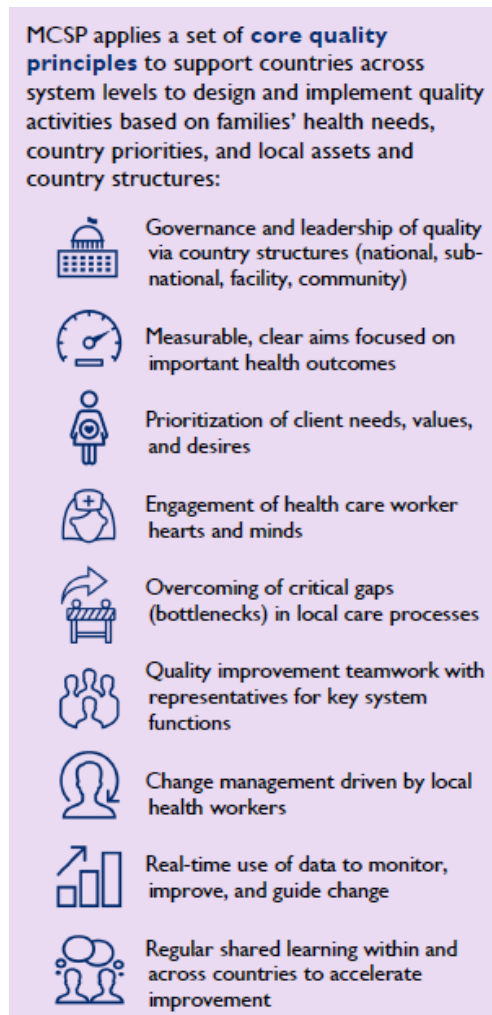 MCSP applies a set of core quality
principles to support countries across
system levels to design and implement quality
activities based on families’ health needs,
country priorities, and local assets and
country structures:
Governance and leadership of quality
via country structures (national, sub-
national, facility, community)
Measurable, clear aims focused on
important health outcomes
Prioritization of client needs, values,
and desires
Engagement of health care worker
hearts and minds
Overcoming of critical gaps
(bottlenecks) in local care processes
Quality improvement teamwork with
representatives for key system
functions
Change management driven by local
health workers
Real-time use of data to monitor,
improve, and guide change
Regular shared learning within and
across countries to accelerate
improvement